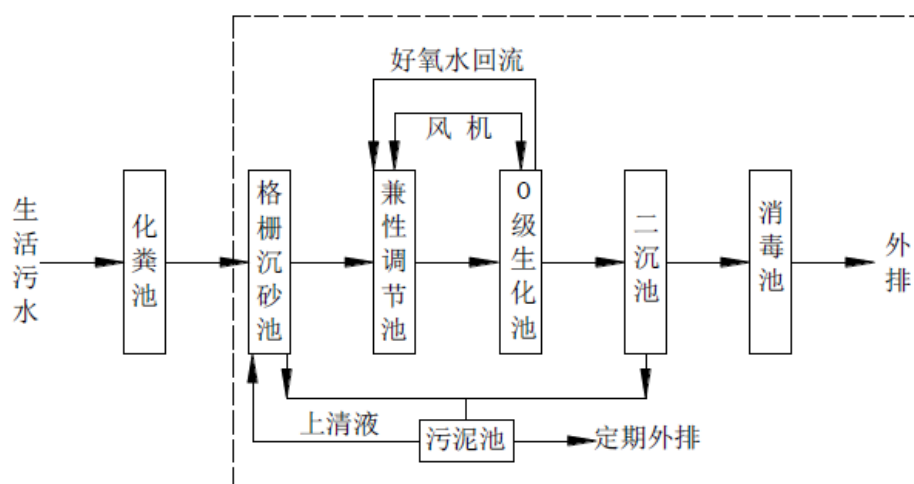 好氧水回流
风 机
生活污水
化粪池
格栅沉砂池
兼性调节池
0级生化池
二沉池
消毒池
外排
上清液
污泥池
定期外排